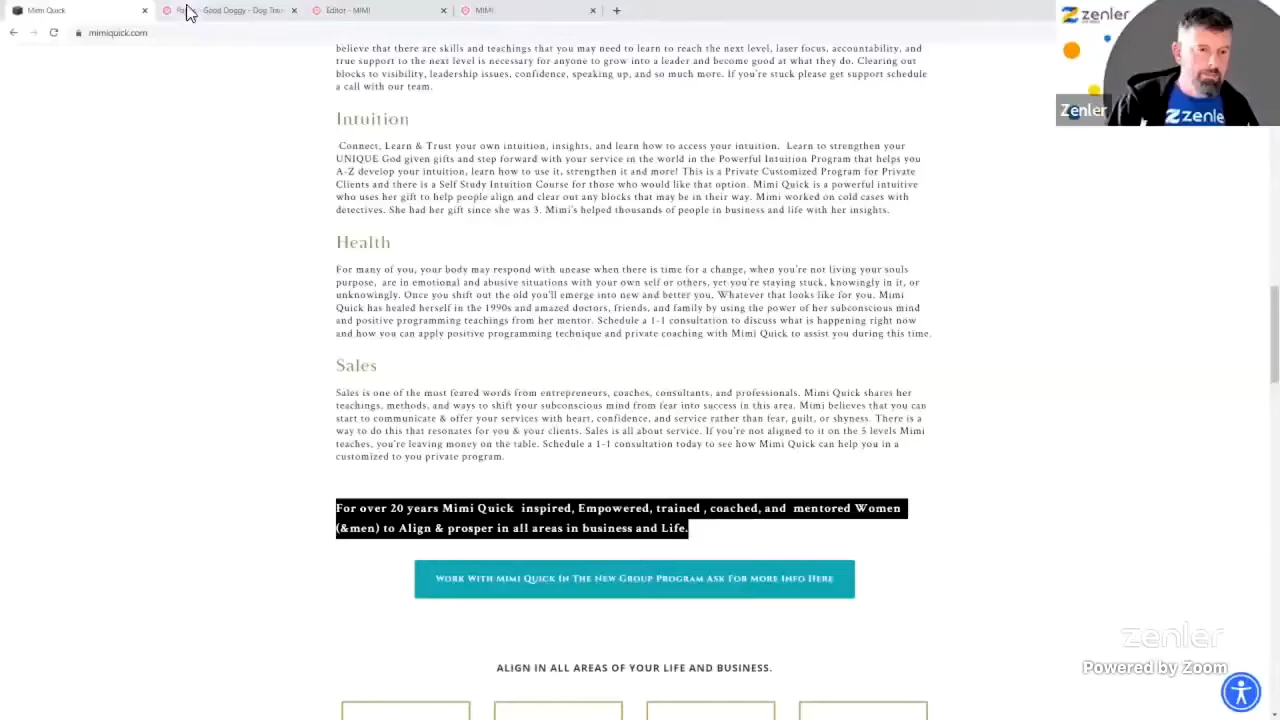 Mimi Quick
Good Doggy - Dog Trai
Editor - MIMI
MIMI
mimiquick.com
zenler
Zenler
zenler
believe that there are skills and teachings that you may need to learn to reach the next level, laser focus, accountability, and
true support to the next level is necessary for anyone to grow into a leader and become good at what they do. Clearing out
blocks to visibility, leadership issues, confidence, speaking up, and so much more. If you're stuck please get support schedule
a call with our team.
Intuition
Connect, Learn & Trust your own intuition, insights, and learn how to access your intuition. Learn to strengthen your
UNIQUE God given gifts and step forward with your service in the world in the Powerful Intuition Program that helps you
A-Z develop your intuition, learn how to use it, strengthen it and more! This is a Private Customized Program for Private
Clients and there is a Self Study Intuition Course for those who would like that option. Mimi Quick is a powerful intuitive
who uses her gift to help people align and clear out any blocks that may be in their way. Mimi worked on cold cases with
detectives. She had her gift since she was 3. Mimi's helped thousands of people in business and life with her insights.
Health
For many of you, your body may respond with unease when there is time for a change, when you're not living your souls
purpose, are in emotional and abusive situations with your own self or others, yet you're staying stuck, knowingly in it, or
unknowingly. Once you shift out the old you'll emerge into new and better you. Whatever that looks like for you. Mimi
Quick has healed herself in the 1990s and amazed doctors, friends, and family by using the power of her subconscious mind
and positive programming teachings from her mentor. Schedule a 1-1 consultation to discuss what is happening right now
and how you can apply positive programming technique and private coaching with Mimi Quick to assist you during this time.
Sales
Sales is one of the most feared words from entrepreneurs, coaches, consultants, and professionals. Mimi Quick shares her
teachings, methods, and ways to shift your subconscious mind from fear into success in this area. Mimi believes that you can
start to communicate & offer your services with heart, confidence, and service rather than fear, guilt, or shyness. There is a
way to do this that resonates for you & your clients. Sales is all about service. If you're not aligned to it on the 5 levels Mimi
teaches, you're leaving money on the table. Schedule a 1-1 consultation today to see how Mimi Quick can help you in a
customized to you private program.
For over 20 years Mimi Quick inspired, Empowered, trained , coached, and mentored Women
(&men) to Align & prosper in all areas in business and Life.
Work With Mimi Quick In The New Group Program Ask For More Info Here
ALIGN IN ALL AREAS OF YOUR LIFE AND BUSINESS.
zenler
Powered by Zoom